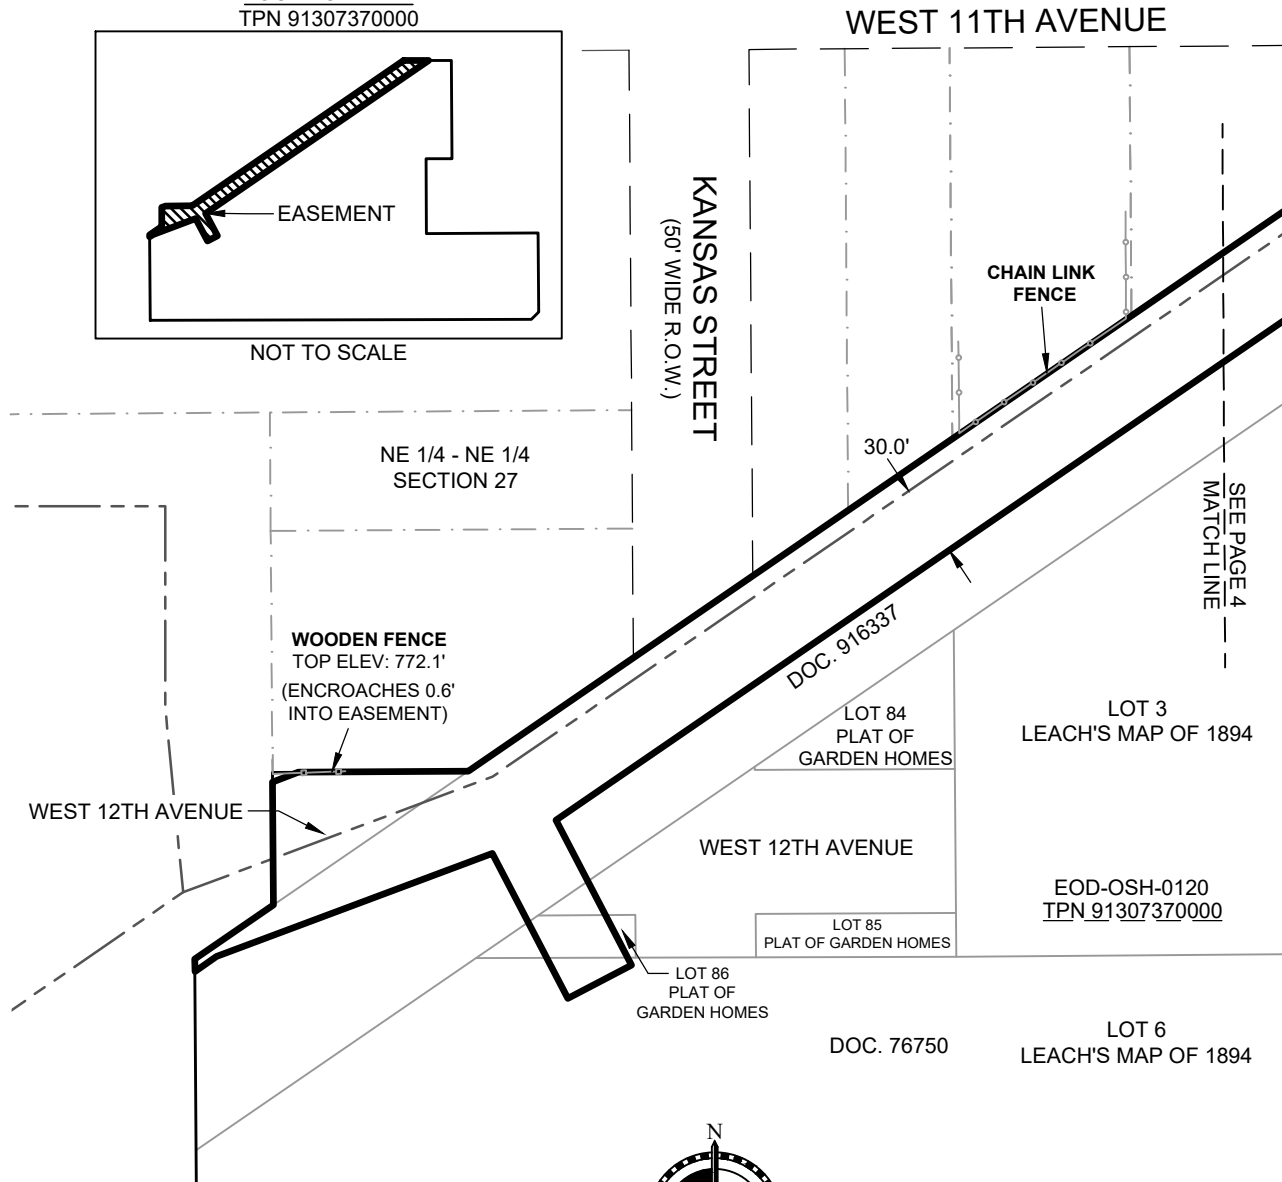 TPN 91307370000
WEST 11TH AVENUE
EASEMENT
NOT TO SCALE
KANSAS STREET
(50' WIDE R.O.W.)
CHAIN LINK
FENCE
NE 1/4 - NE 1/4
SECTION 27
30.0'
SEE PAGE 4
MATCH LINE
WOODEN FENCE
TOP ELEV: 772.1'
(ENCROACHES 0.6'
INTO EASEMENT)
DOC. 916337
LOT 84
PLAT OF
GARDEN HOMES
LOT 3
LEACH'S MAP OF 1894
WEST 12TH AVENUE
WEST 12TH AVENUE
EOD-OSH-0120
TPN 91307370000
LOT 85
PLAT OF GARDEN HOMES
LOT 86
PLAT OF
GARDEN HOMES
DOC. 76750
LOT 6
LEACH'S MAP OF 1894
N